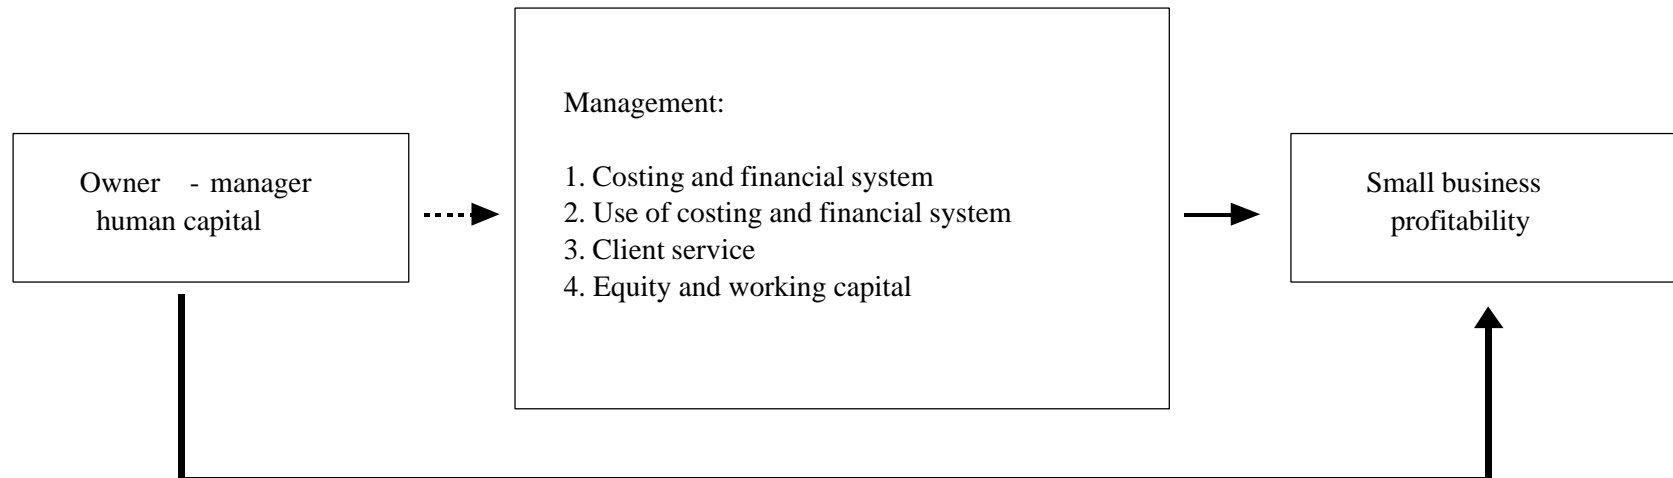 Owner - manager
human capital
Management:
1. Costing and financial system
2. Use of costing and financial system
3. Client service
4. Equity and working capital
Small business
profitability